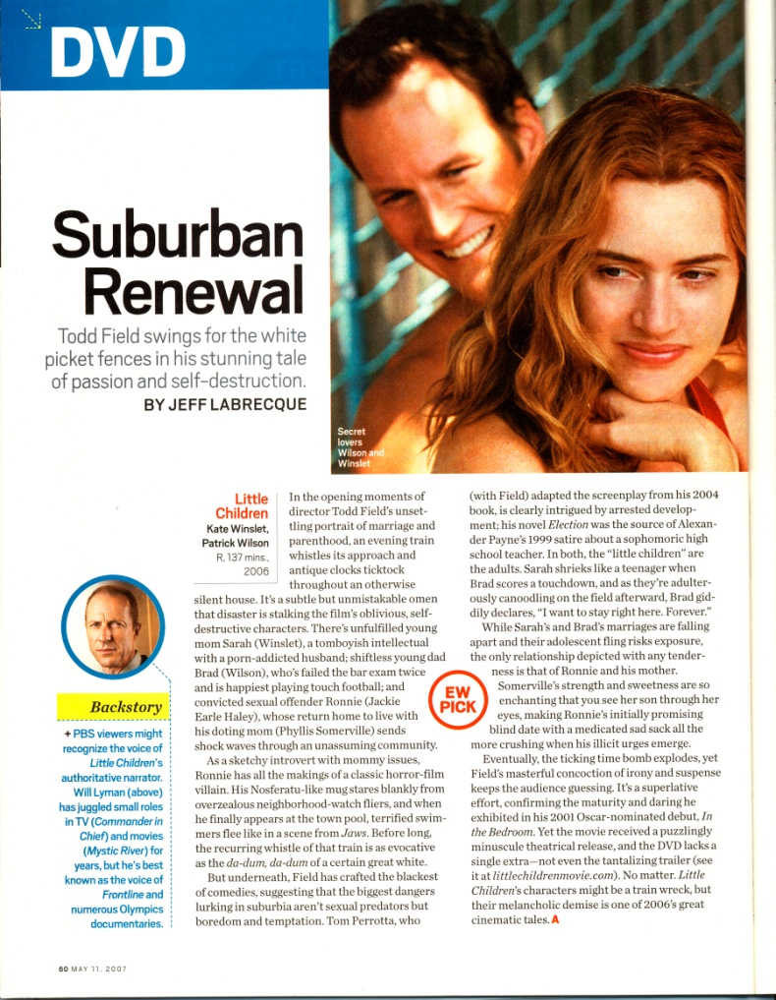 DVD
Suburban
Renewal
Todd Field swings for the white
picket fences in his stunning tale
of passion and self-destruction.
BY JEFF LABRECQUE
Secret
lovers
Wilson and
Winslet
Little
Children
Kate Winslet,
Patrick Wilson
R, 137 mins.,
2006
In the opening moments of
director Todd Field's unset-
tling portrait of marriage and
parenthood, an evening train
whistles its approach and
antique clocks ticktock
throughout an otherwise
silent house. It's a subtle but unmistakable omen
that disaster is stalking the film's oblivious, self-
destructive characters. There's unfulfilled young
mom Sarah (Winslet), a tomboyish intellectual
with a porn-addicted husband; shiftless young dad
Brad (Wilson), who's failed the bar exam twice
and is happiest playing touch football; and
convicted sexual offender Ronnie (Jackie
Earle Haley), whose return home to live with
his doting mom (Phyllis Somerville) sends
shock waves through an unassuming community.
As a sketchy introvert with mommy issues,
Ronnie has all the makings of a classic horror-film
villain. His Nosferatu-like mug stares blankly from
overzealous neighborhood-watch fliers, and when
he finally appears at the town pool, terrified swim-
mers flee like in a scene from Jaws. Before long,
the recurring whistle of that train is as evocative
as the da-dum, da-dum of a certain great white.
But underneath, Field has crafted the blackest
of comedies, suggesting that the biggest dangers
lurking in suburbia aren't sexual predators but
boredom and temptation. Tom Perrotta, who
(with Field) adapted the screenplay from his 2004
book, is clearly intrigued by arrested develop-
ment; his novel Election was the source of Alexan-
der Payne's 1999 satire about a sophomoric high
school teacher. In both, the "little children" are
the adults. Sarah shrieks like a teenager when
Brad scores a touchdown, and as they're adulter-
ously canoodling on the field afterward, Brad gid-
dily declares, "I want to stay right here. Forever."
While Sarah's and Brad's marriages are falling
apart and their adolescent fling risks exposure,
the only relationship depicted with any tender-
ness is that of Ronnie and his mother.
Somerville's strength and sweetness are so
enchanting that you see her son through her
eyes, making Ronnie's initially promising
blind date with a medicated sad sack all the
more crushing when his illicit urges emerge.
Eventually, the ticking time bomb explodes, yet
Field's masterful concoction of irony and suspense
keeps the audience guessing. It's a superlative
effort, confirming the maturity and daring he
exhibited in his 2001 Oscar-nominated debut, In
the Bedroom. Yet the movie received a puzzlingly
minuscule theatrical release, and the DVD lacks a
single extra—not even the tantalizing trailer (see
it at littlechildrenmovie.com). No matter. Little
Children's characters might be a train wreck, but
their melancholic demise is one of 2006's great
cinematic tales. A
EW
PICK
Backstory
+ PBS viewers might
recognize the voice of
Little Children's
authoritative narrator.
Will Lyman (above)
has juggled small roles
in TV (Commander in
Chief) and movies
(Mystic River) for
years, but he's best
known as the voice of
Frontline and
numerous Olympics
documentaries.
60 MAY 11, 2007